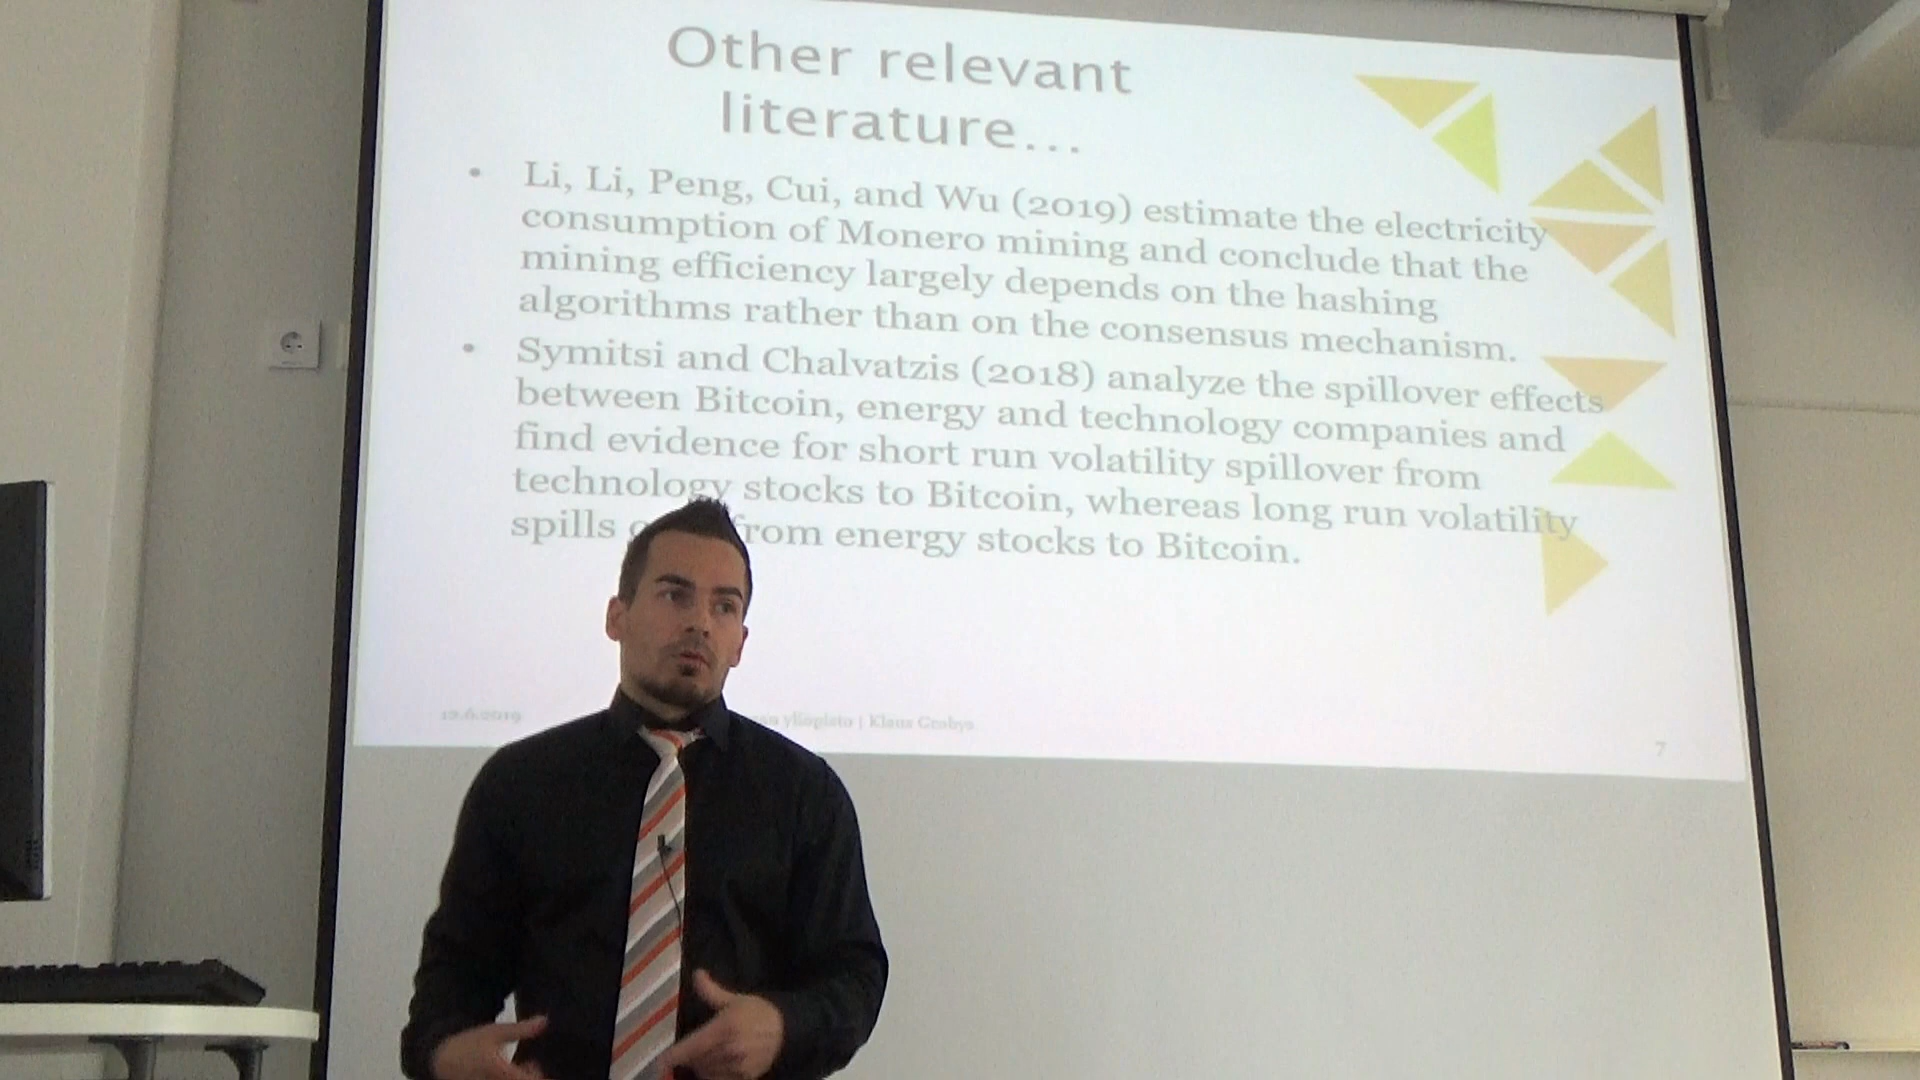 Other relevant
literature...
• Li, Li, Peng, Cui, and Wu (2019) estimate the electricity
consumption of Monero mining and conclude that the
mining efficiency largely depends on the hashing
algorithms rather than on the consensus mechanism.
• Symitsi and Chalvatzis (2018) analyze the spillover effects
between Bitcoin, energy and technology companies and
find evidence for short run volatility spillover from
technology stocks to Bitcoin, whereas long run volatility
spills from energy stocks to Bitcoin.
12.6.2019 yliopisto | Klaus Grobys
7